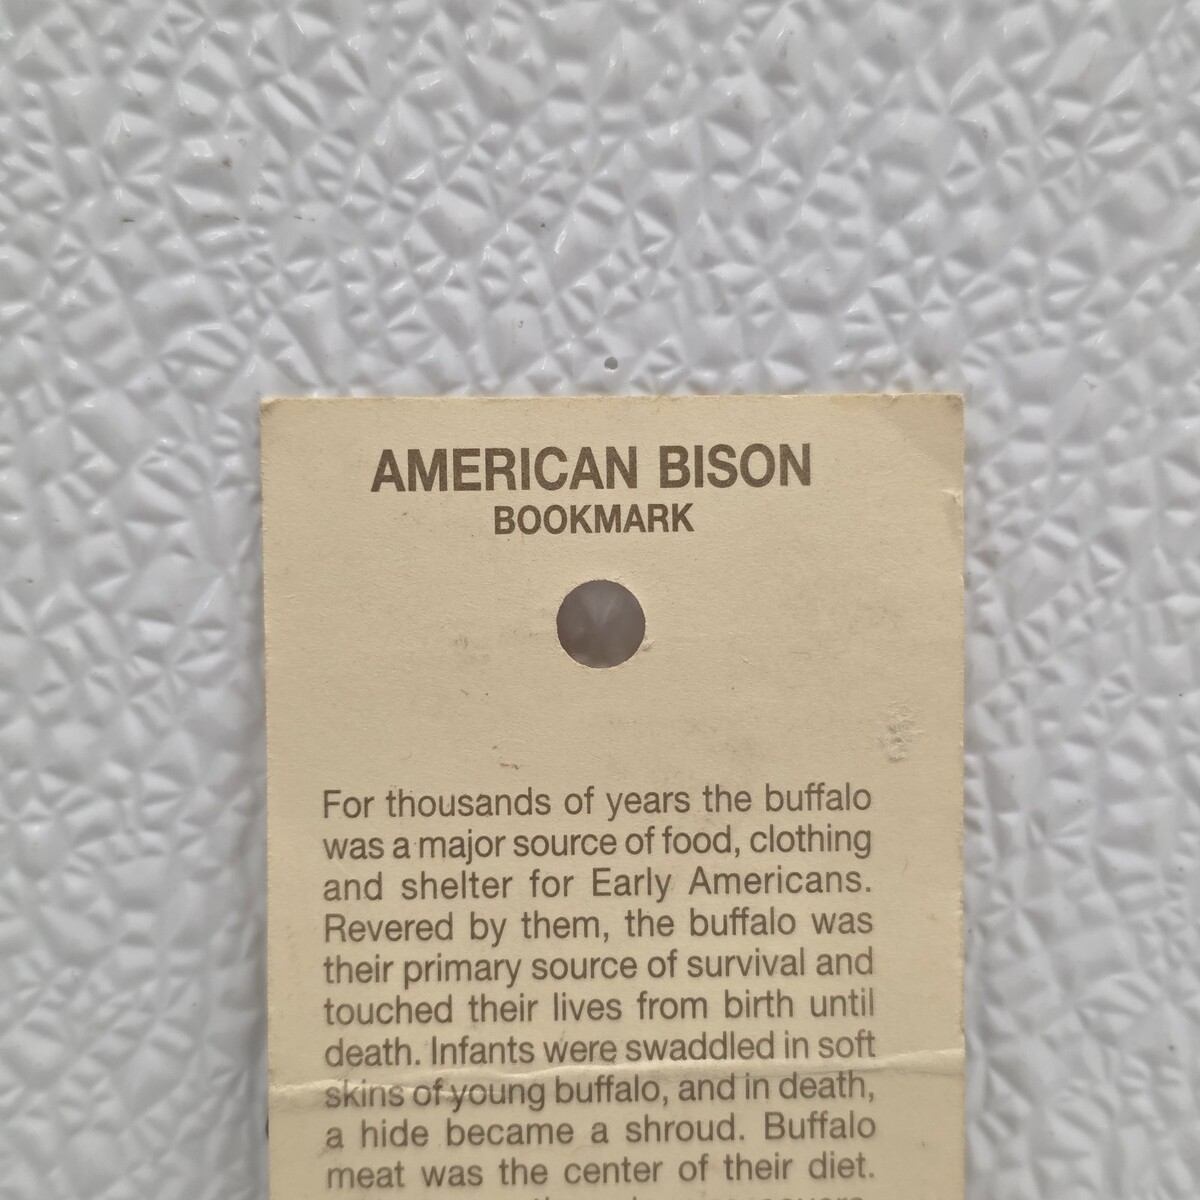 AMERICAN BISON
BOOKMARK
For thousands of years the buffalo
was a major source of food, clothing
and shelter for Early Americans.
Revered by them, the buffalo was
their primary source of survival and
touched their lives from birth until
death. Infants were swaddled in soft
skins of young buffalo, and in death,
a hide became a shroud. Buffalo
meat was the center of their diet.